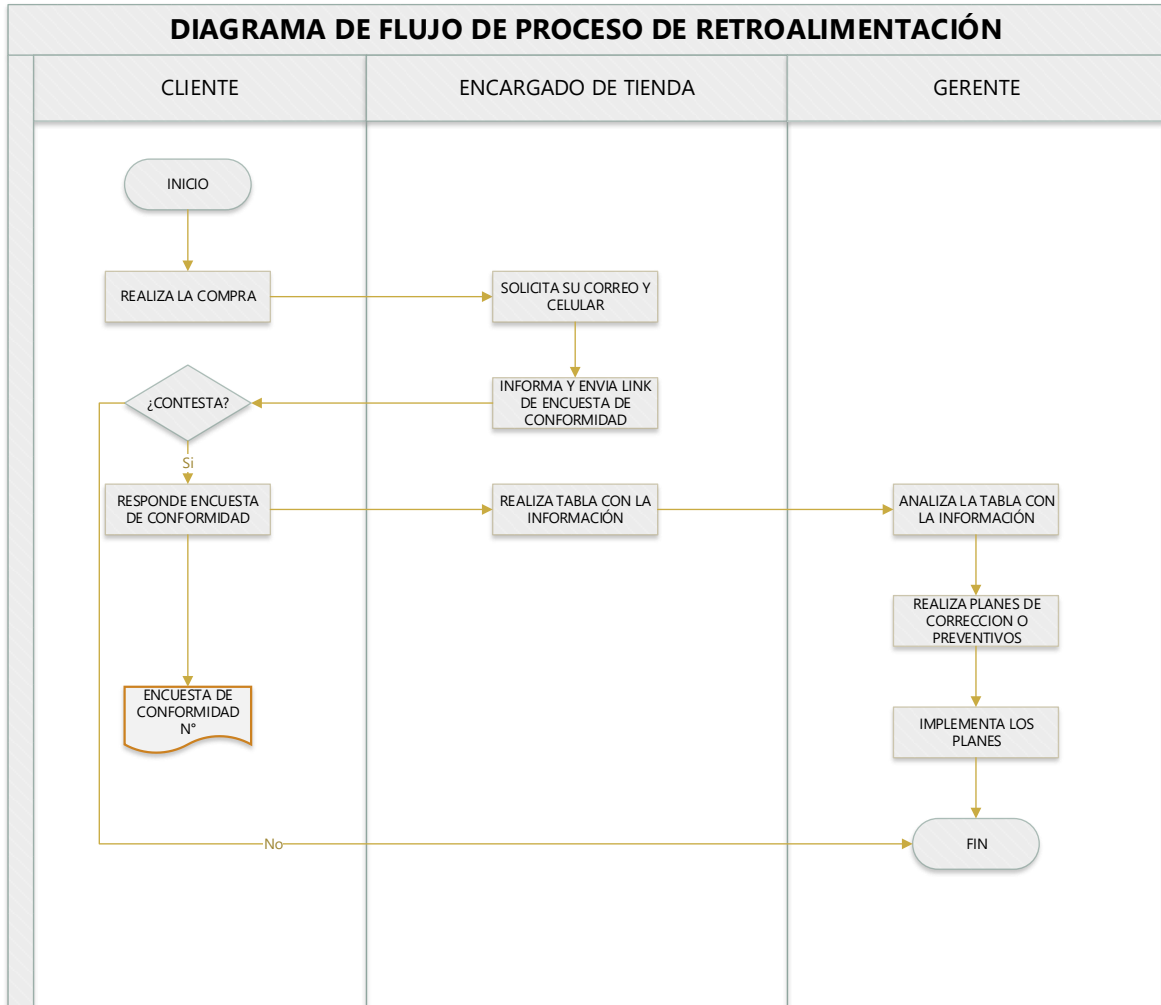 DIAGRAMA DE FLUJO DE PROCESO DE RETROALIMENTACIÓN
CLIENTE
ENCARGADO DE TIENDA
GERENTE
INICIO
REALIZA LA COMPRA
SOLICITA SU CORREO Y
CELULAR
¿CONTESTA?
INFORMA Y ENVIA LINK
DE ENCUESTA DE
CONFORMIDAD
Si
RESPONDE ENCUESTA
DE CONFORMIDAD
REALIZA TABLA CON LA
INFORMACIÓN
ANALIZA LA TABLA CON
LA INFORMACIÓN
REALIZA PLANES DE
CORRECCION O
PREVENTIVOS
ENCUESTA DE
CONFORMIDAD
N°
IMPLEMENTA LOS
PLANES
No
FIN